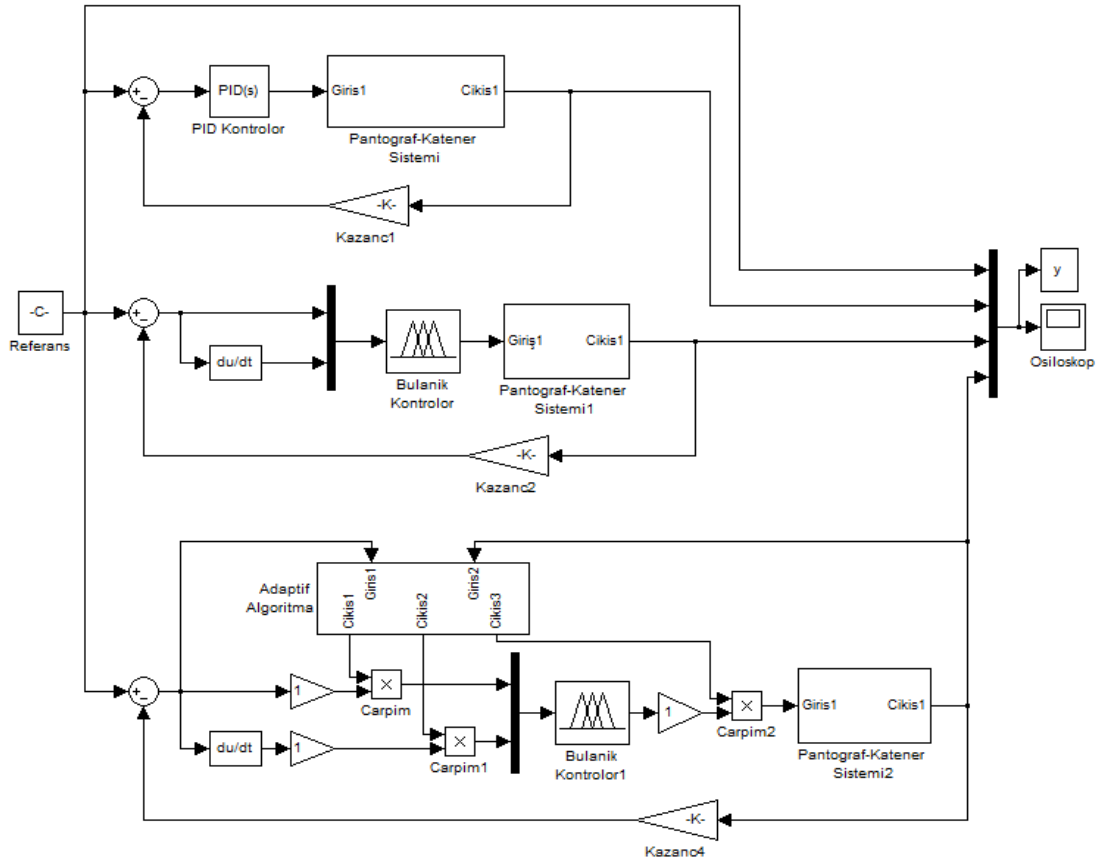 PID(s)
PID Kontrolor
Giris1
Cikis1
Pantograf-Katener
Sistemi
-K-
Kazanc1
-C-
Referans
du/dt
Bulanik
Kontrolor
Giriş1
Cikis1
Pantograf-Katener
Sistemi1
-K-
Kazanc2
y
Osiloskop
Adaptif
Algoritma
Giris1
Giris2
Cikis1
Cikis2
Cikis3
1
×
Carpim
du/dt
1
×
Carpim1
Bulanik
Kontrolor1
1
×
Carpim2
Giris1
Cikis1
Pantograf-Katener
Sistemi2
-K-
Kazanc4